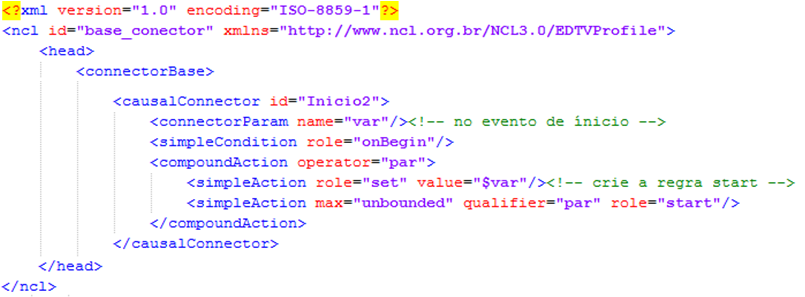 <?xml version="1.0" encoding="ISO-8859-1"?>
<ncl id="base_conector" xmlns="http://www.ncl.org.br/NCL3.0/EDTVProfile">
<head>
<connectorBase>
<causalConnector id="Inicio2">
<connectorParam name="var"/><!-- no evento de ínicio -->
<simpleCondition role="onBegin"/>
<compoundAction operator="par">
<simpleAction role="set" value="$var"/><!-- crie a regra start -->
<simpleAction max="unbounded" qualifier="par" role="start"/>
</compoundAction>
</causalConnector>
</head>
</ncl>